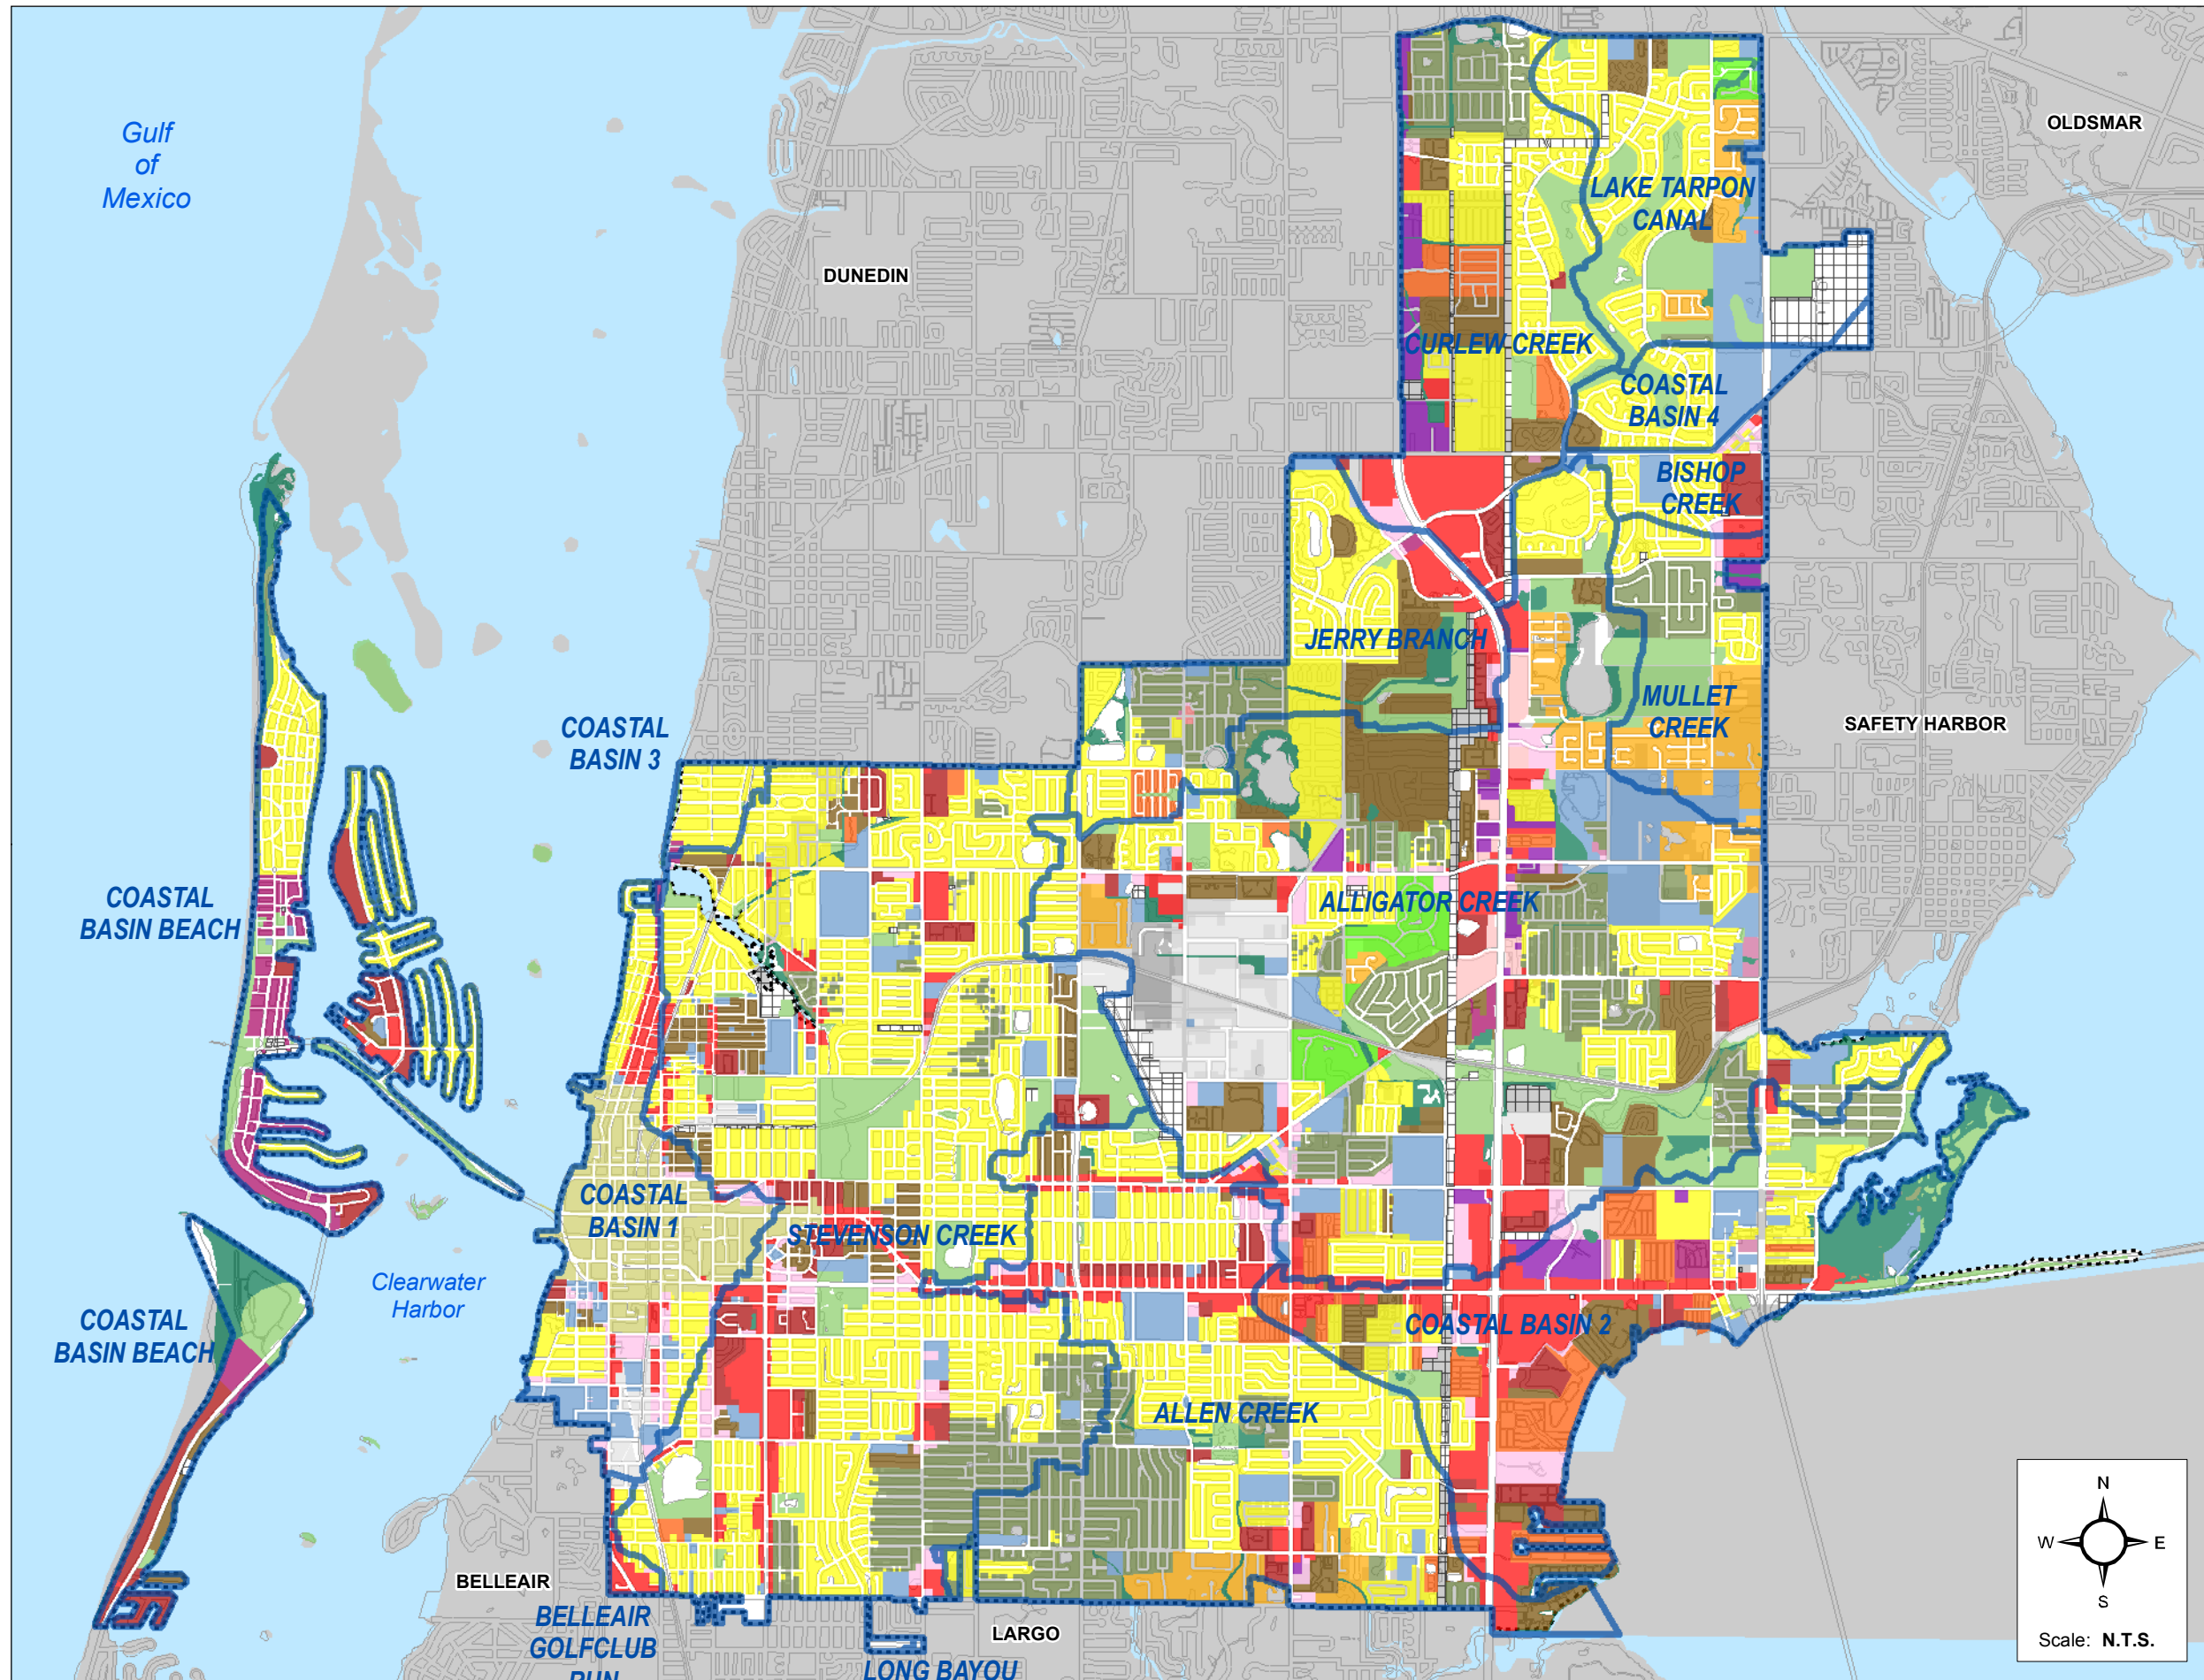 Gulf
of
Mexico
OLDSMAR
LAKE TARPON
CANAL
DUNEDIN
CURLEW CREEK
COASTAL
BASIN 4
BISHOP
CREEK
JERRY BRANCH
MULLET
CREEK
SAFETY HARBOR
COASTAL
BASIN 3
COASTAL
BASIN BEACH
ALLIGATOR CREEK
COASTAL
BASIN 1
STEVENSON CREEK
Clearwater
Harbor
COASTAL
BASIN BEACH
COASTAL BASIN 2
ALLEN CREEK
N
W
E
S
Scale: N.T.S.
BELLEAIR
BELLEAIR
GOLFCLUB
RUN
LARGO
LONG BAYOU